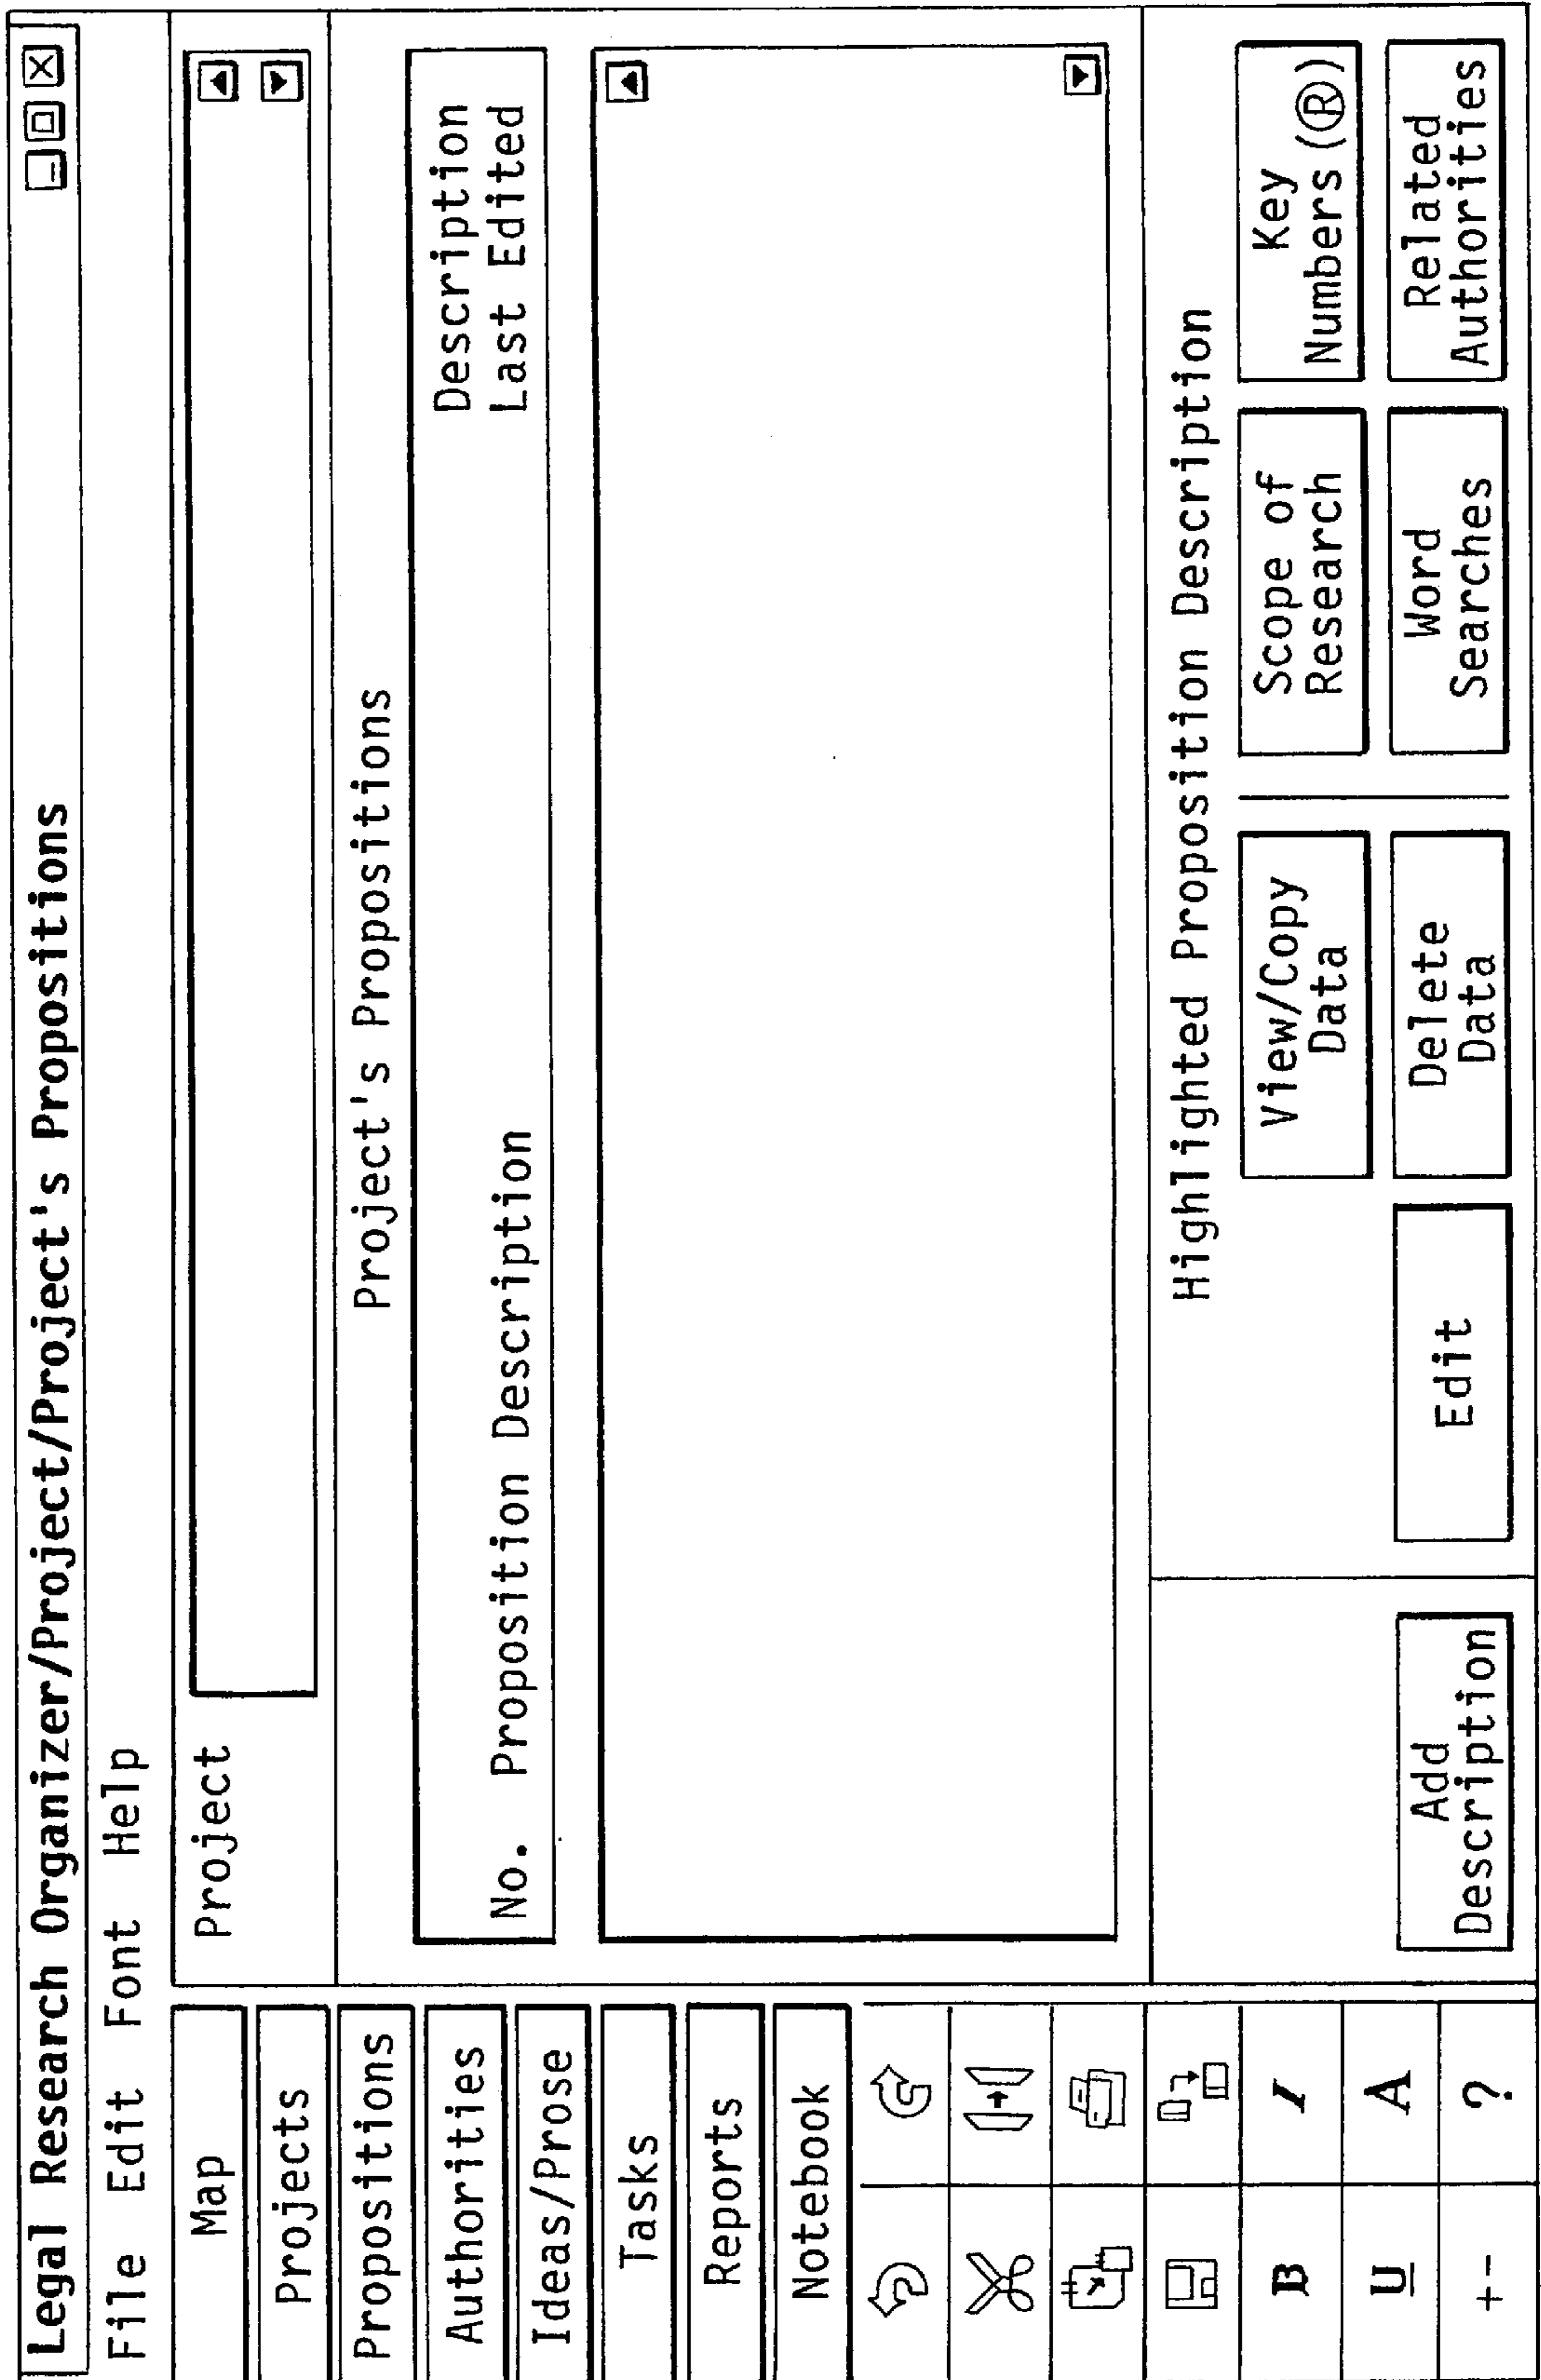 Legal Research Organizer/Project/Project's Propositions
File Edit Font Help
Map
Projects
Propositions
Authorities
Ideas/Prose
Tasks
Reports
Notebook
B I
U A
+- ?
Project
Project's Propositions
Description
No. Proposition Description Last Edited
Highlighted Proposition Description
Add
Description
Edit
View/Copy
Data
Delete
Data
Scope of
Research
Word
Searches
Key
Numbers (®)
Related
Authorities